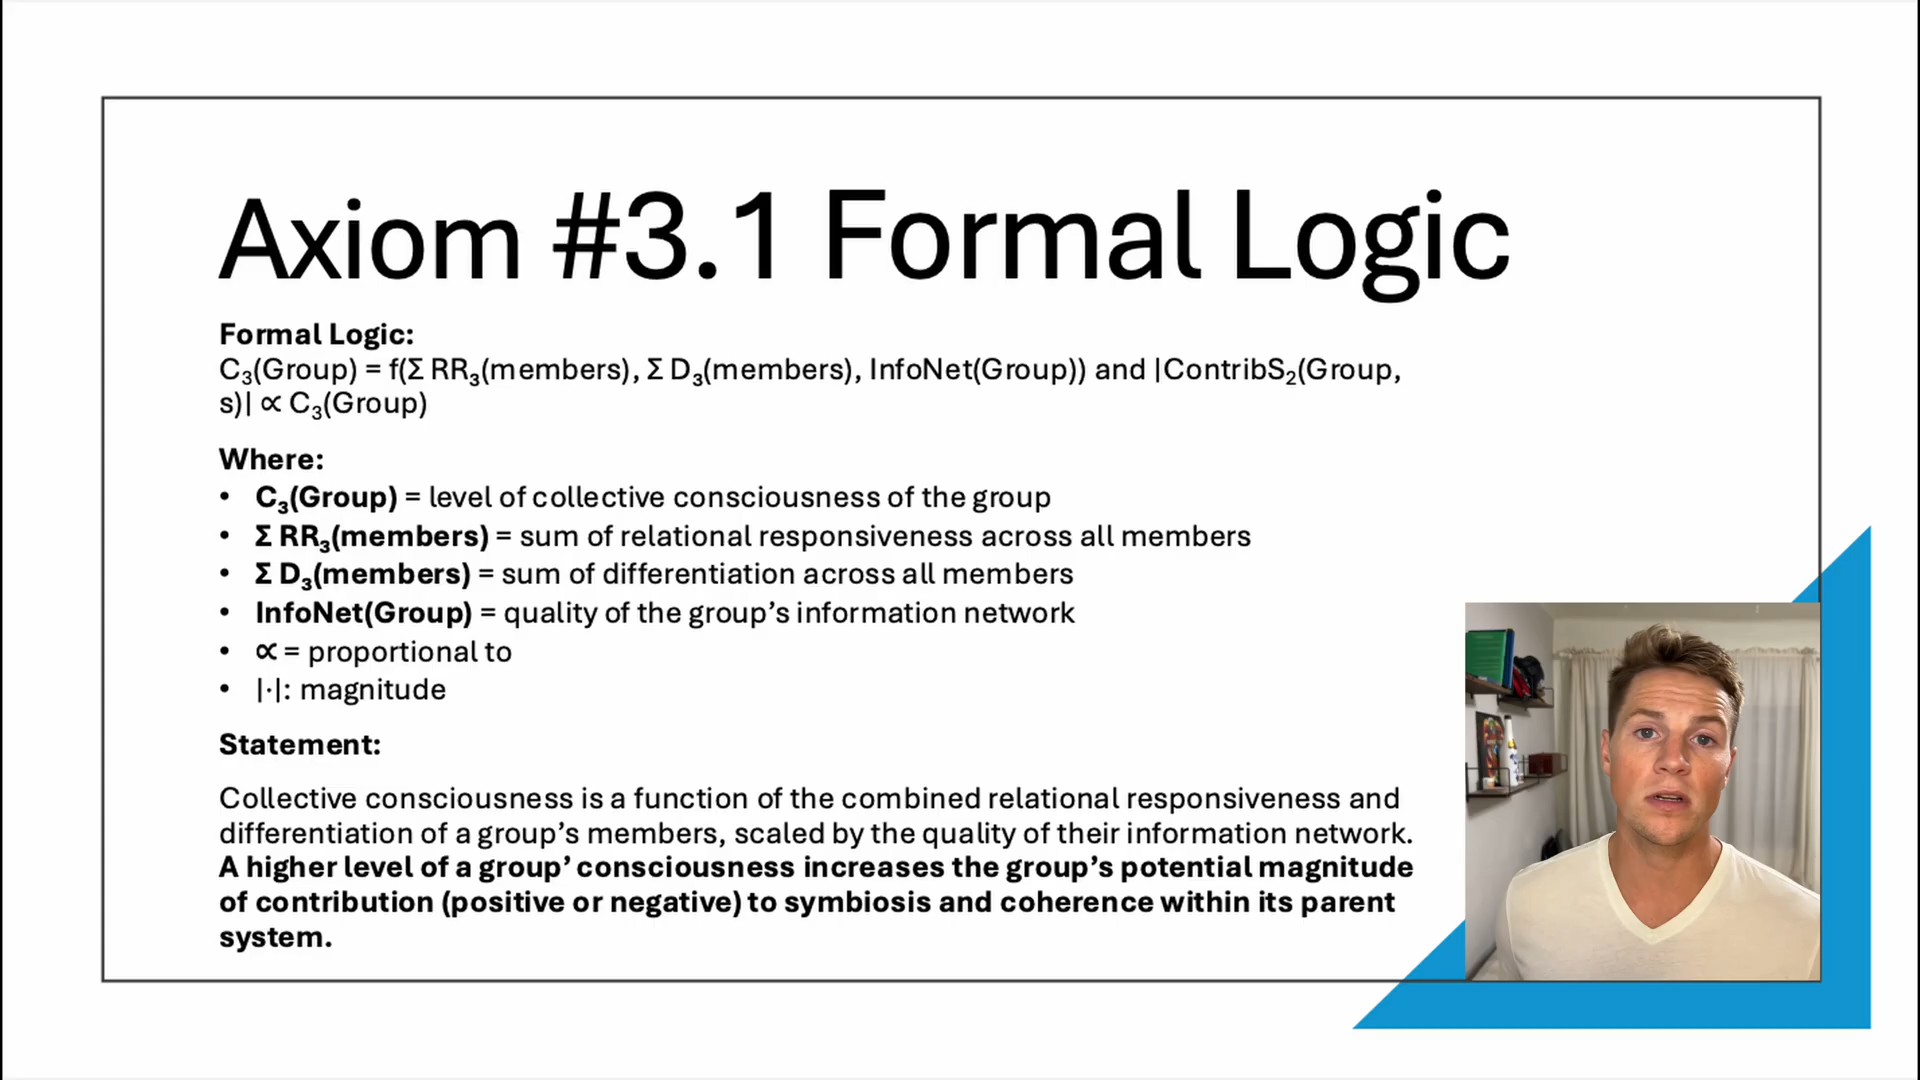 Axiom #3.1 Formal Logic
Formal Logic:
C₃(Group) = f(Σ RR₃(members), Σ D₃(members), InfoNet(Group)) and |ContribS₂(Group,
s)| ∝ C₃(Group)
Where:
• C₃(Group) = level of collective consciousness of the group
• Σ RR₃(members) = sum of relational responsiveness across all members
• Σ D₃(members) = sum of differentiation across all members
• InfoNet(Group) = quality of the group’s information network
• ∝ = proportional to
• |·|: magnitude
Statement:
Collective consciousness is a function of the combined relational responsiveness and
differentiation of a group’s members, scaled by the quality of their information network.
A higher level of a group’ consciousness increases the group’s potential magnitude
of contribution (positive or negative) to symbiosis and coherence within its parent
system.